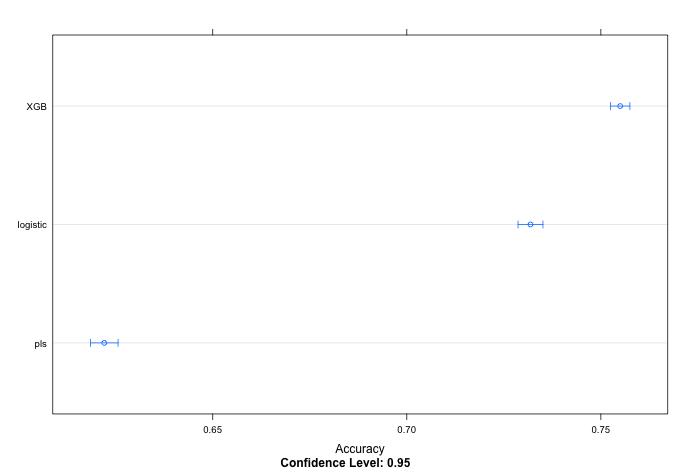 XGB
logistic
pls
0.65 0.70 0.75
Accuracy
Confidence Level: 0.95